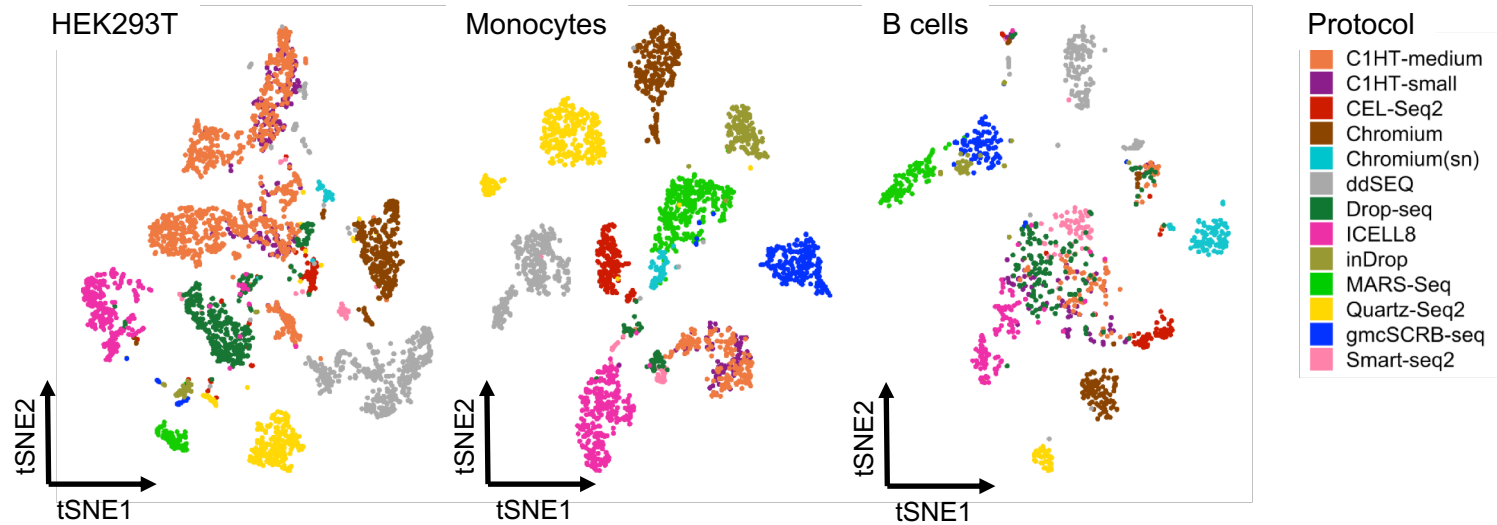 HEK293T
Monocytes
B cells
Protocol
C1HT-medium
C1HT-small
CEL-Seq2
Chromium
Chromium(sn)
ddSEQ
Drop-seq
ICELL8
inDrop
MARS-Seq
Quartz-Seq2
gmcSCRB-seq
Smart-seq2
tSNE2
tSNE1
tSNE2
tSNE1
tSNE2
tSNE1